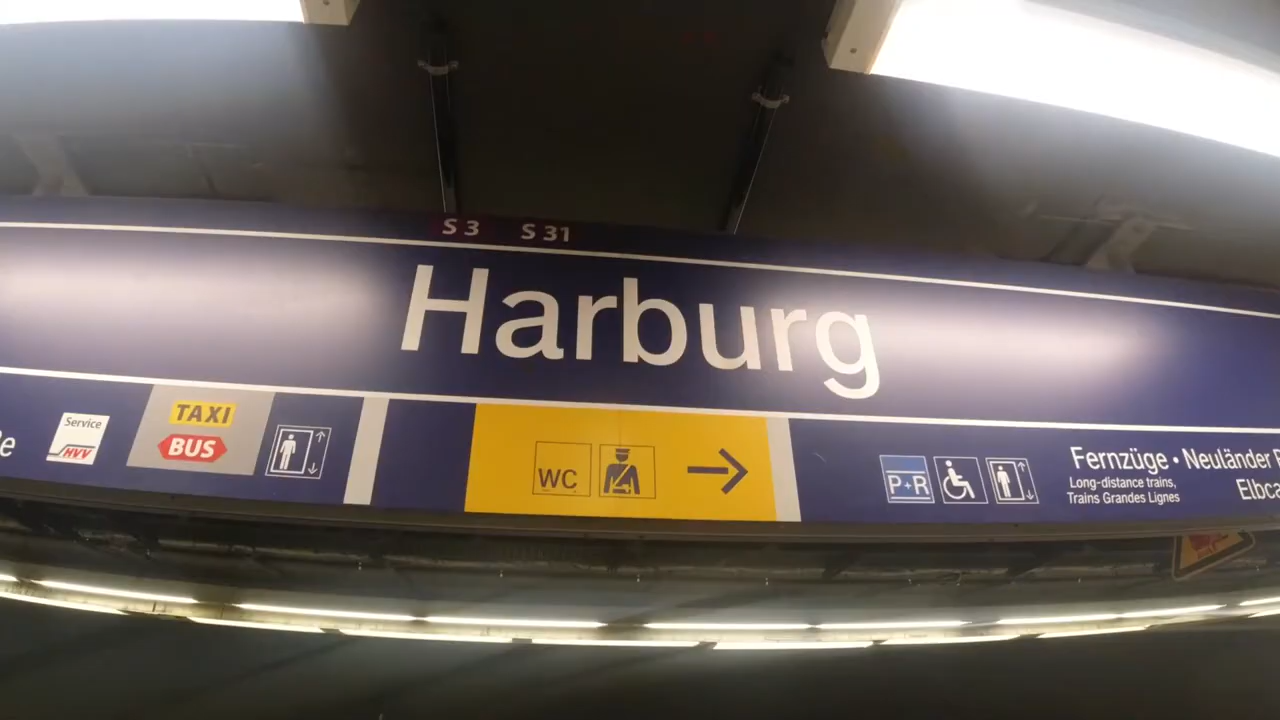 S 3 S 31
Harburg
Service
HVV
TAXI
BUS
WC
P+R
Fernzüge • Neuländer
Long-distance trains,
Trains Grandes Lignes